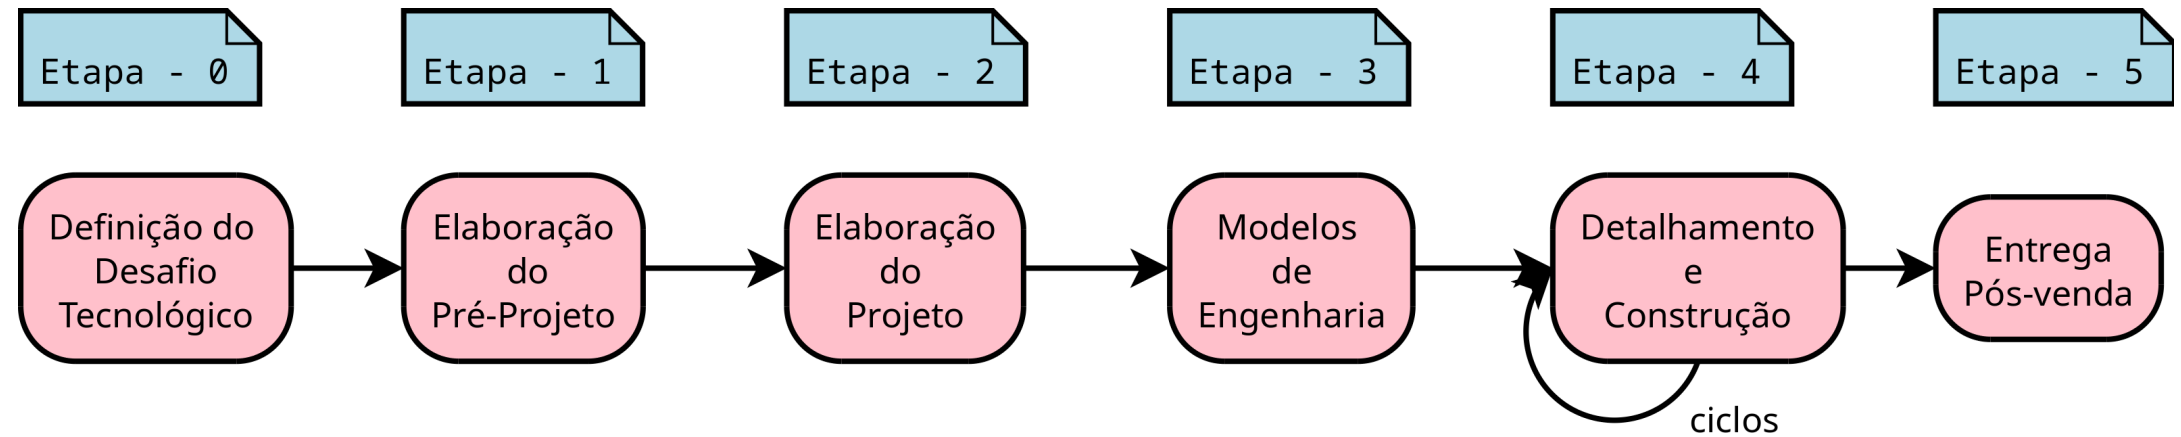 Etapa - 0
Etapa - 1
Etapa - 2
Etapa - 3
Etapa - 4
Etapa - 5
Definição do
Desafio
Tecnológico
Elaboração
do
Pré-Projeto
Elaboração
do
Projeto
Modelos
de
Engenharia
Detalhamento
e
Construção
Entrega
Pós-venda
ciclos